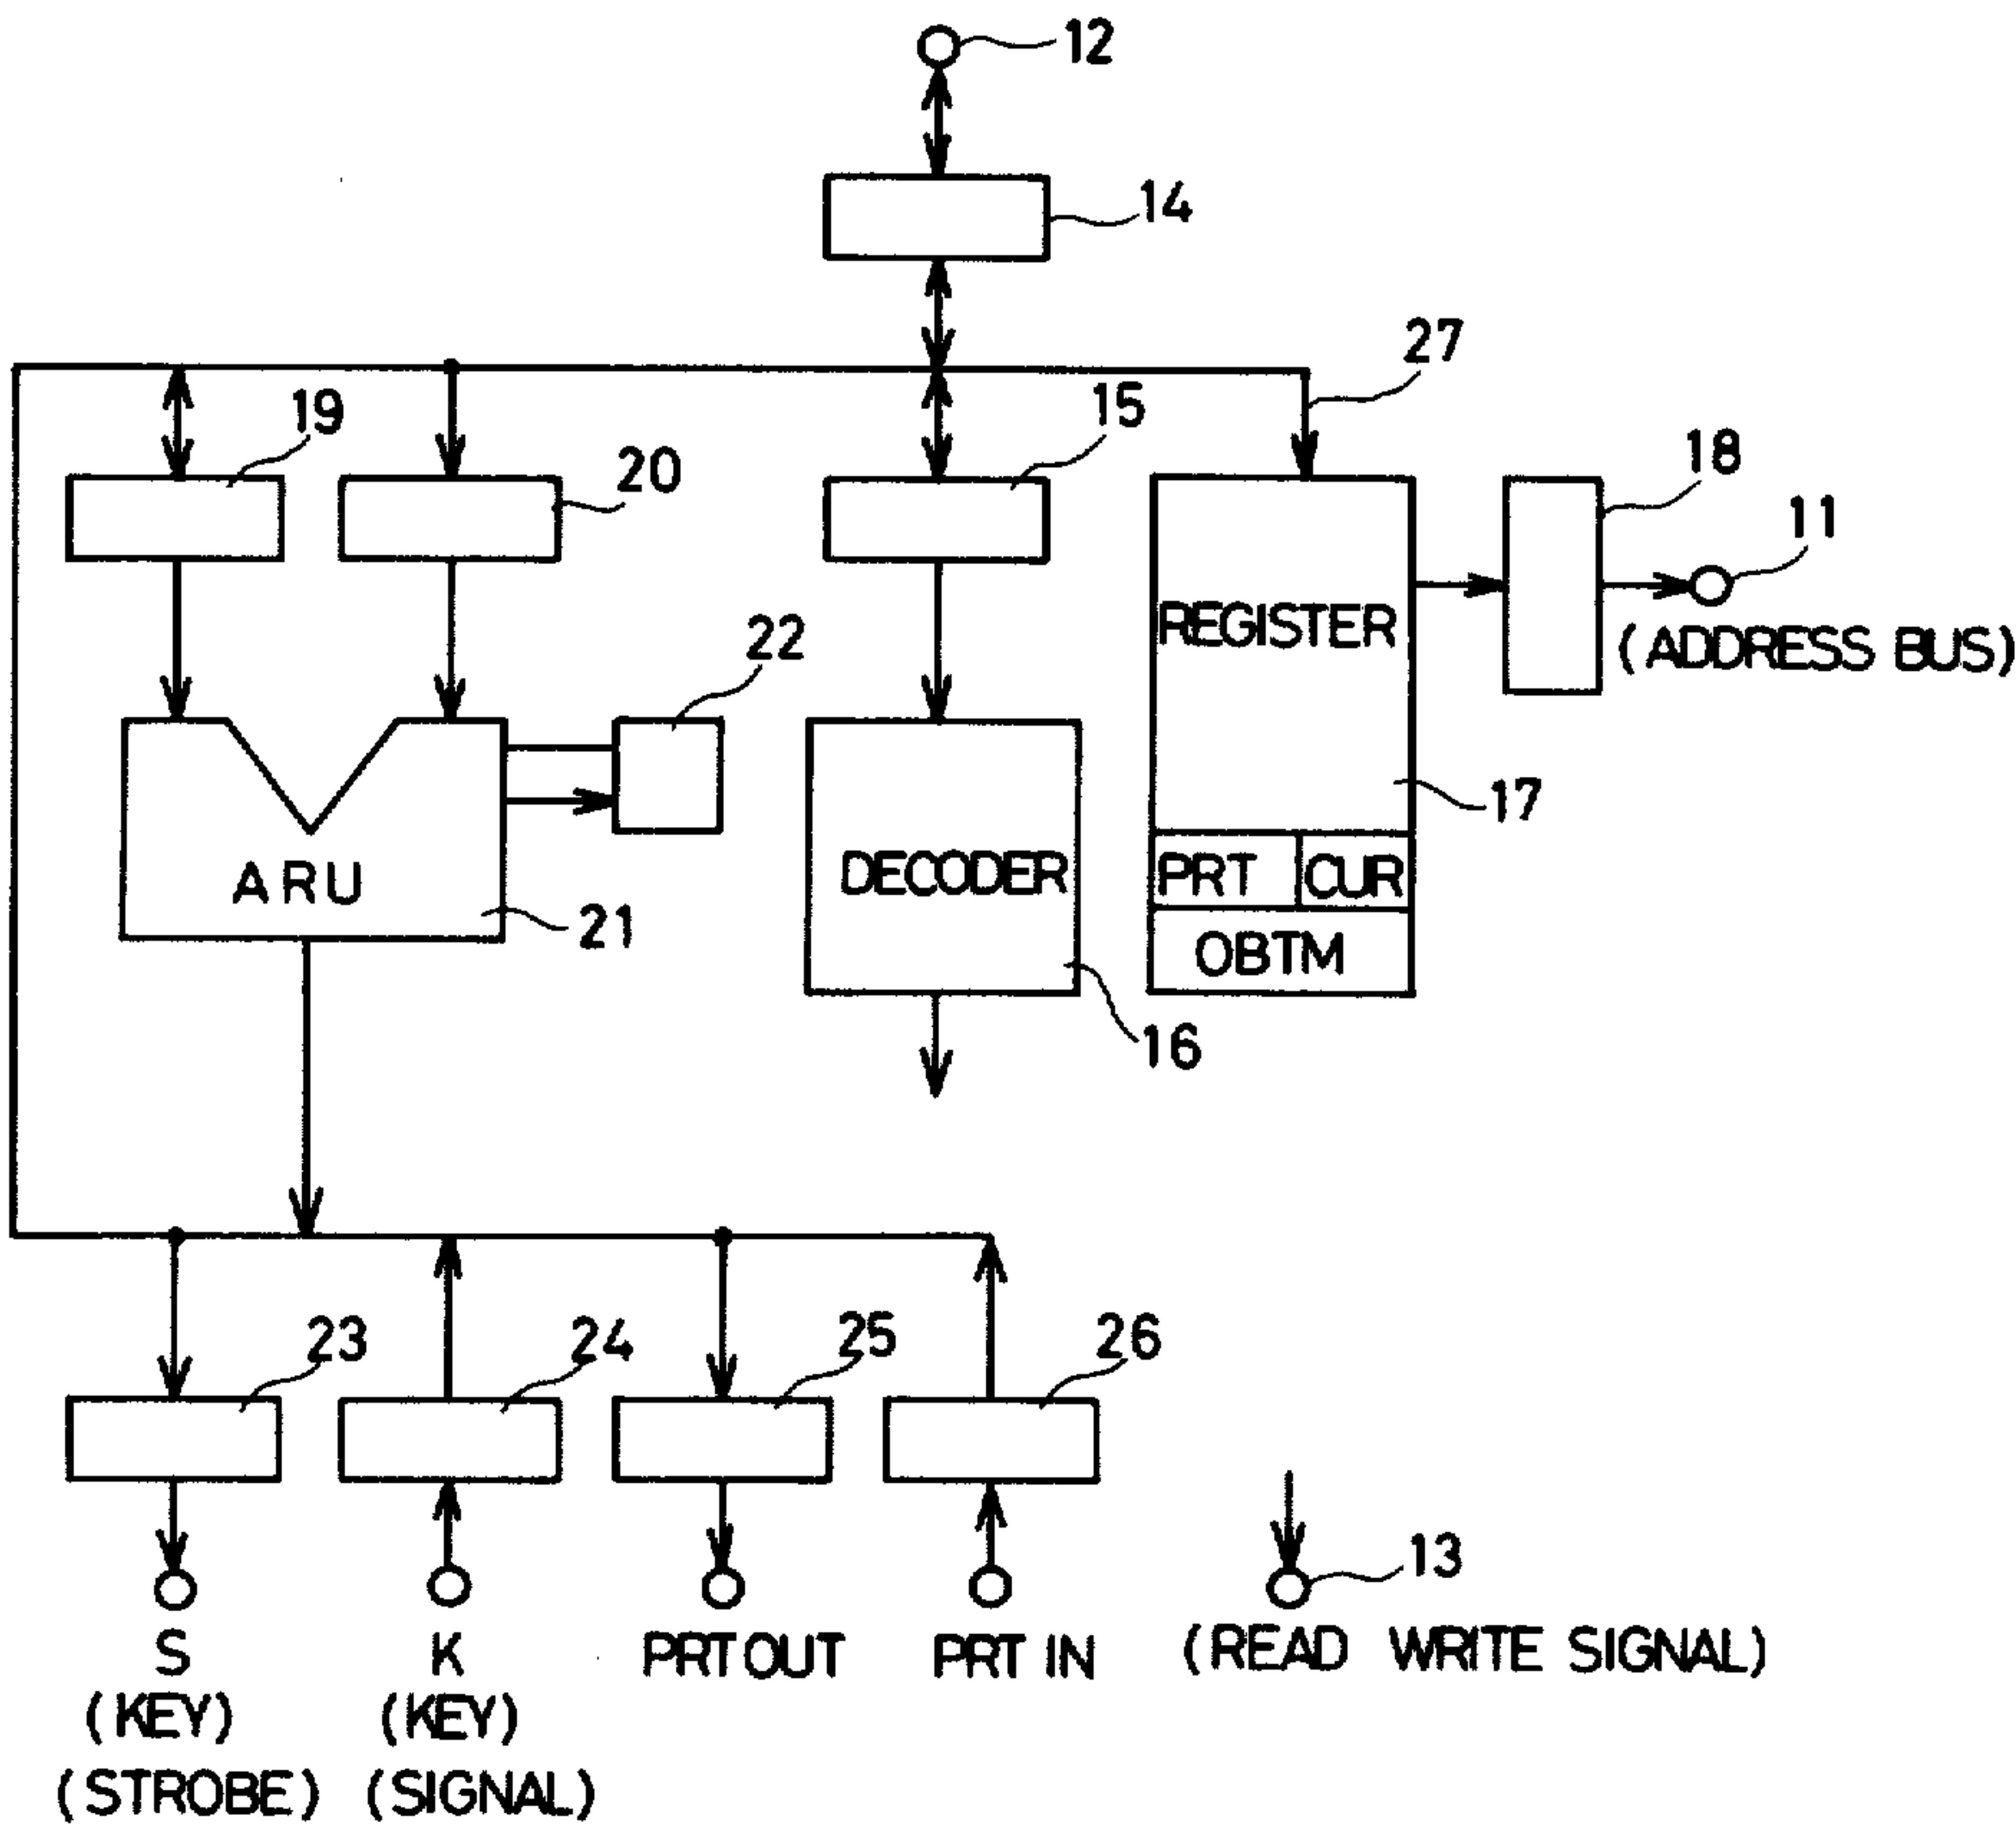 12
14
27
19
15
20
18
11
REGISTER
(ADDRESS BUS)
22
17
DECODER
PRT
CUR
ARU
21
OBTM
16
23
24
25
26
13
S
K
PRT OUT
PRT IN
(READ WRITE SIGNAL)
(KEY)
(KEY)
(STROBE)
(SIGNAL)